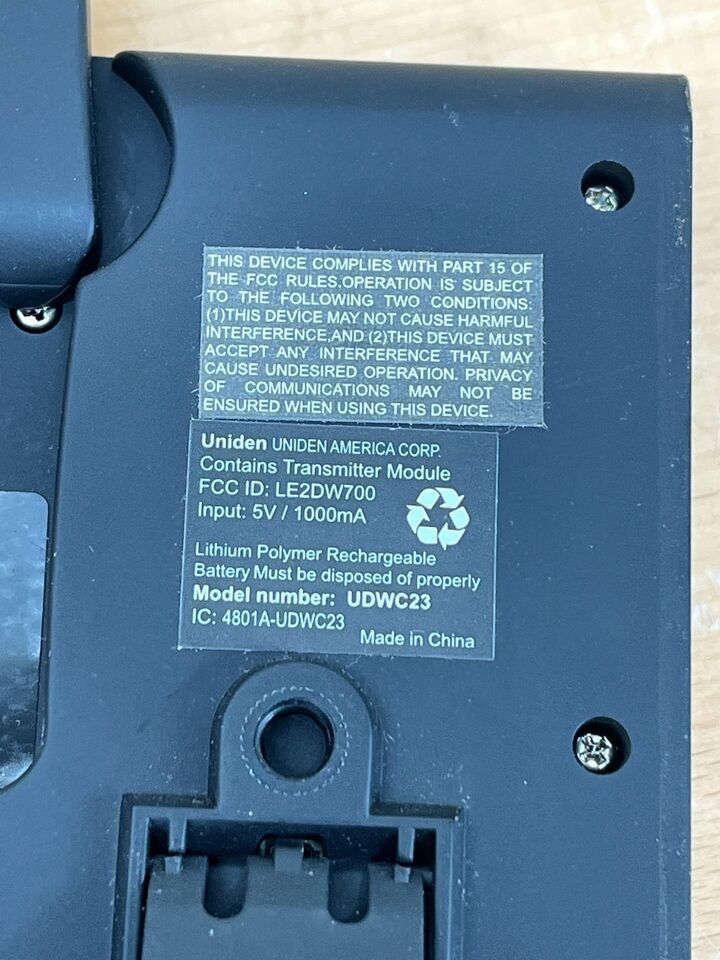 THIS DEVICE COMPLIES WITH PART 15 OF
THE FCC RULES.OPERATION IS SUBJECT
TO THE FOLLOWING TWO CONDITIONS:
(1)THIS DEVICE MAY NOT CAUSE HARMFUL
INTERFERENCE,AND (2)THIS DEVICE MUST
ACCEPT ANY INTERFERENCE THAT MAY
CAUSE UNDESIRED OPERATION. PRIVACY
OF COMMUNICATIONS MAY NOT BE
ENSURED WHEN USING THIS DEVICE.
Uniden UNIDEN AMERICA CORP.
Contains Transmitter Module
FCC ID: LE2DW700
Input: 5V / 1000mA
Lithium Polymer Rechargeable
Battery Must be disposed of properly
Model number: UDWC23
IC: 4801A-UDWC23
Made in China